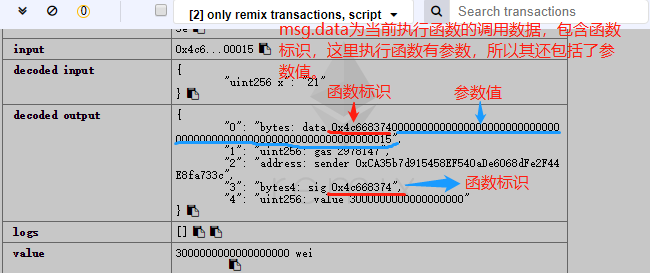 0
[2] only remix transactions, script
Search transactions
msg.data为当前执行函数的调用数据，包含函数
标识，这里执行函数有参数，所以其还包括了参
数值。
input
0x4c6...00015
decoded input
{
"uint256 x": "21"
}
函数标识
参数值
decoded output
{
"0": "bytes: data 0x4c66837400000000000000000000000000000
00000000000000000000000000000000015",
"1": "uint256: gas 2978147",
"2": "address: sender 0xCA35b7d915458EF540aDe6068dFe2F44
E8fa733c",
"3": "bytes4: sig 0x4c668374",
"4": "uint256: value 3000000000000000000"
}
函数标识
logs
[]
value
3000000000000000000 wei